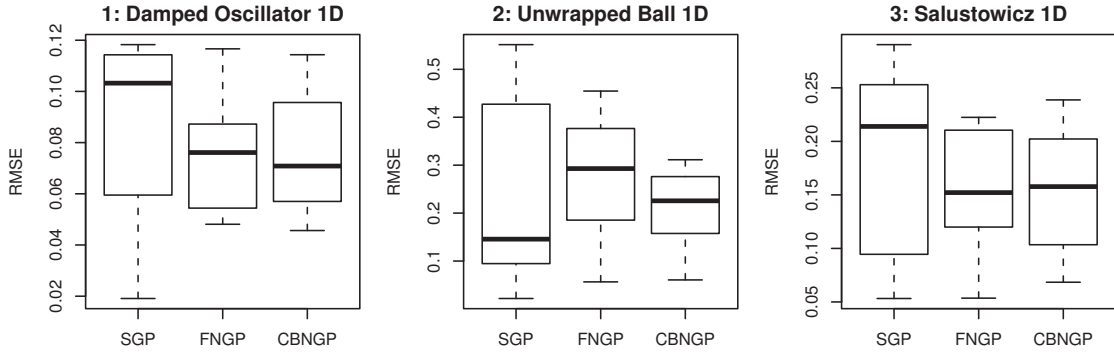 1: Damped Oscillator 1D
RMSE
0.12
0.10
0.08
0.06
0.04
0.02
SGP FNGP CBNGP
2: Unwrapped Ball 1D
RMSE
0.5
0.4
0.3
0.2
0.1
SGP FNGP CBNGP
3: Salustowicz 1D
RMSE
0.25
0.20
0.15
0.10
0.05
SGP FNGP CBNGP